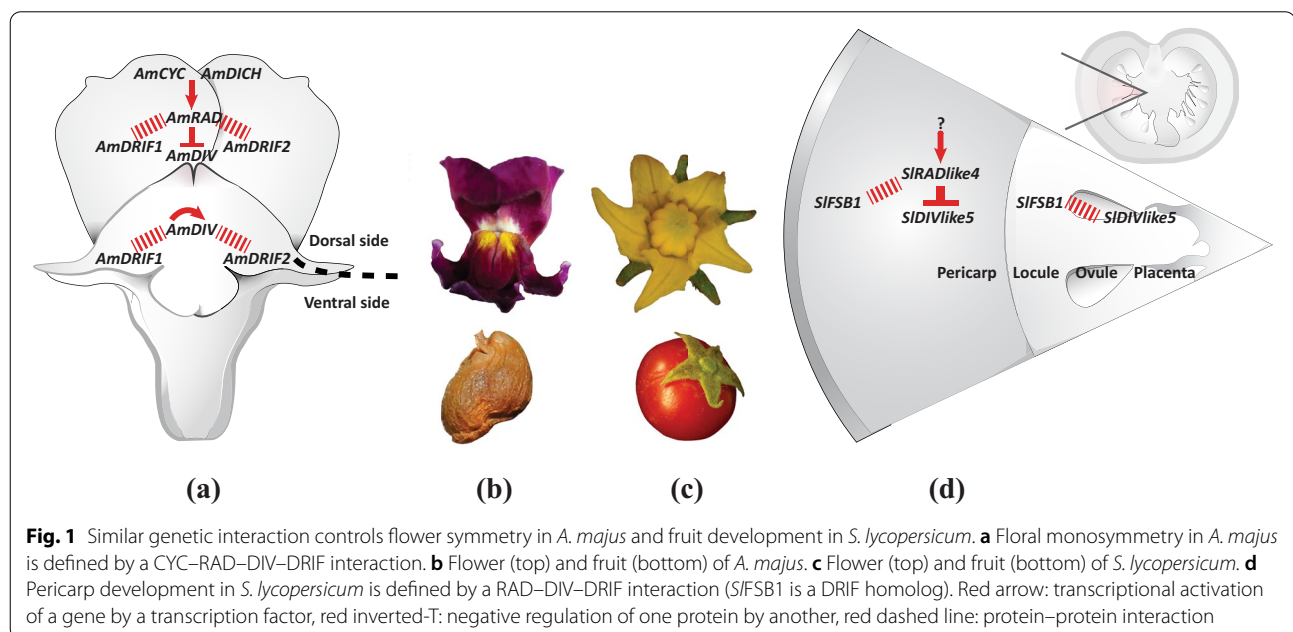 AmCYC AmDICH
AmRAD
AmDRIF1 AmDRIF2
AmDIV
AmDIV
AmDRIF1 AmDRIF2
Dorsal side
Ventral side
?
SlRADlike4
SlFSB1
SlDIVlike5
SlFSB1
SlDIVlike5
Pericarp Locule Ovule Placenta
(a) (b) (c) (d)
Fig. 1 Similar genetic interaction controls flower symmetry in A. majus and fruit development in S. lycopersicum. a Floral monosymmetry in A. majus
is defined by a CYC–RAD–DIV–DRIF interaction. b Flower (top) and fruit (bottom) of A. majus. c Flower (top) and fruit (bottom) of S. lycopersicum. d
Pericarp development in S. lycopersicum is defined by a RAD–DIV–DRIF interaction (SlFSB1 is a DRIF homolog). Red arrow: transcriptional activation
of a gene by a transcription factor, red inverted-T: negative regulation of one protein by another, red dashed line: protein–protein interaction